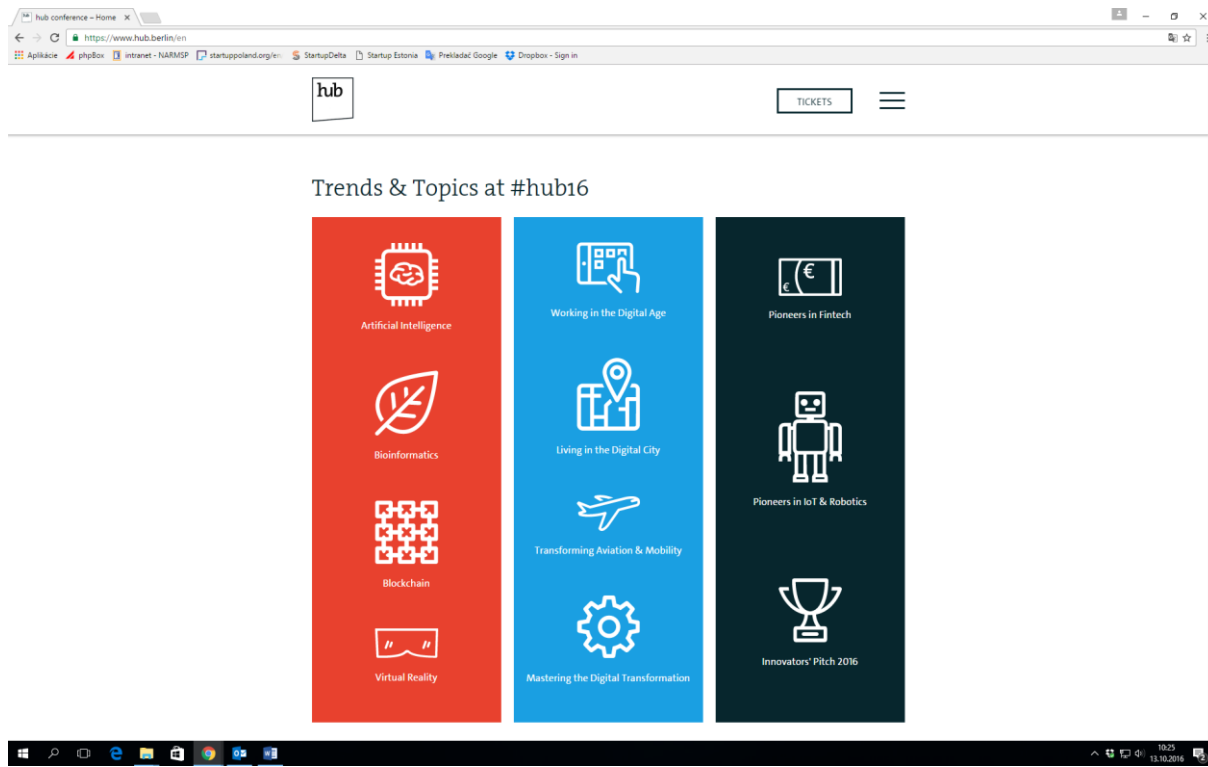 hub conference – Home
https://www.hub.berlin/en
Aplikácie phpBox intranet - NARMSP startuppoland.org/en StartupDelta Startup Estonia Prekladač Google Dropbox - Sign in
hub
TICKETS
Trends & Topics at #hub16
Artificial Intelligence
Bioinformatics
Blockchain
Virtual Reality
Working in the Digital Age
Living in the Digital City
Transforming Aviation & Mobility
Mastering the Digital Transformation
€ €
Pioneers in Fintech
Pioneers in IoT & Robotics
Innovators' Pitch 2016
10:25
13.10.2016